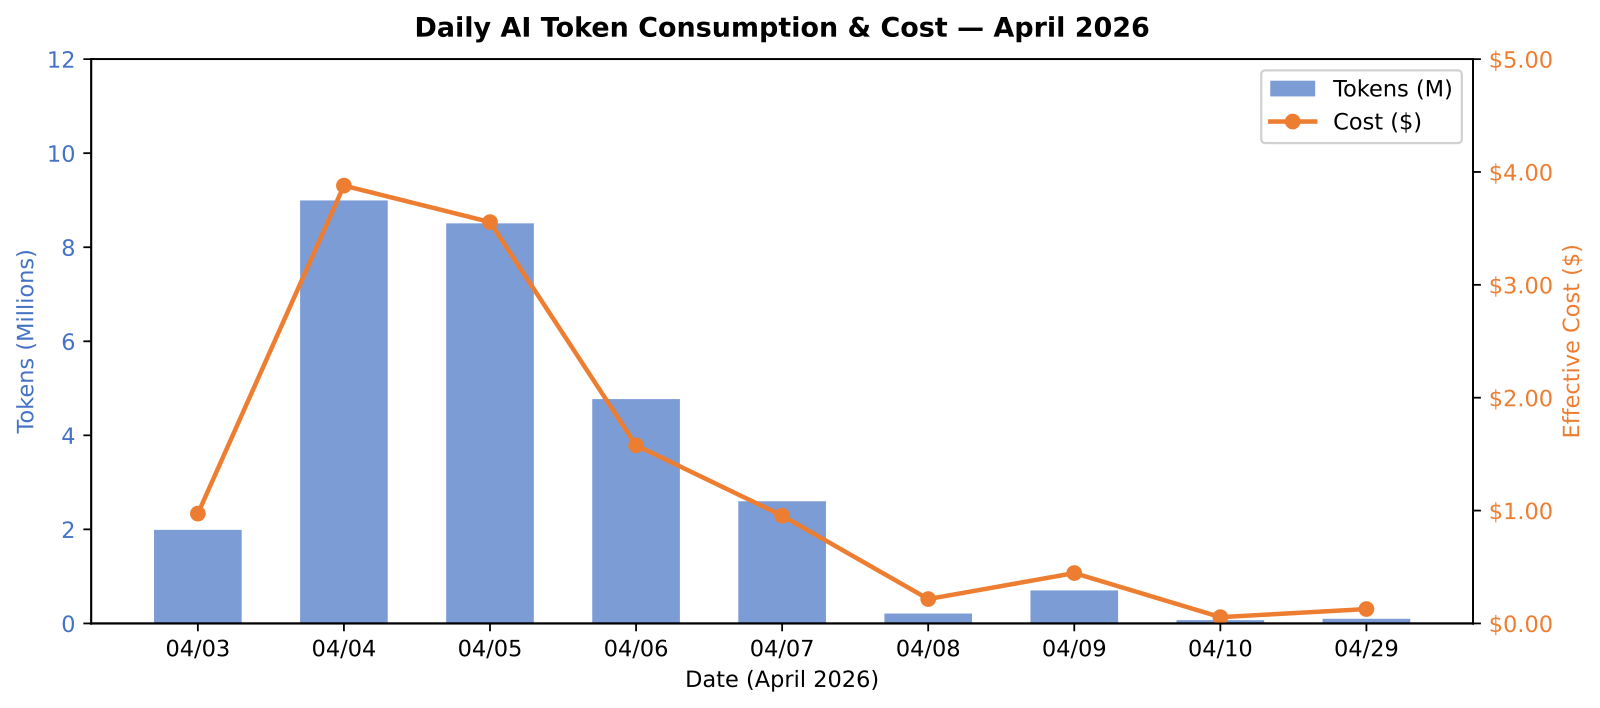 Daily AI Token Consumption & Cost — April 2026
Tokens (M)
Cost ($)
Tokens (Millions)
12
10
8
6
4
2
0
Effective Cost ($)
$5.00
$4.00
$3.00
$2.00
$1.00
$0.00
04/03 04/04 04/05 04/06 04/07 04/08 04/09 04/10 04/29
Date (April 2026)